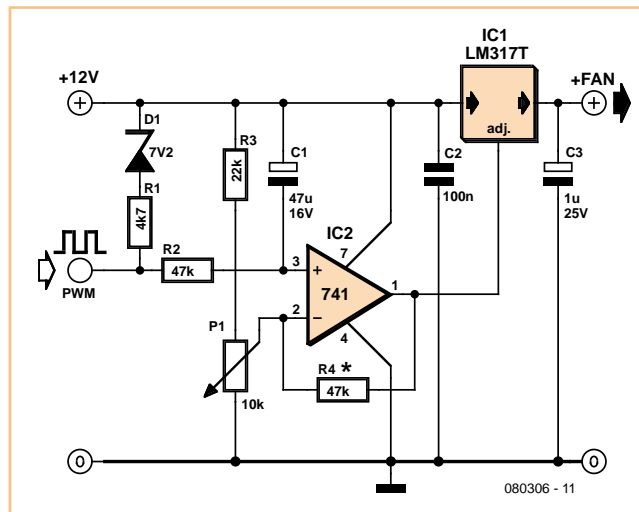 IC1
LM317T
+12V
+FAN
D1
7V2
R3
22k
C1
47u
16V
adj.
C2
100n
C3
1u
25V
R1
4k7
IC2
R2
47k
3
+
7
741
1
PWM
2
–
4
P1
10k
R4 *
47k
0
0
080306 - 11